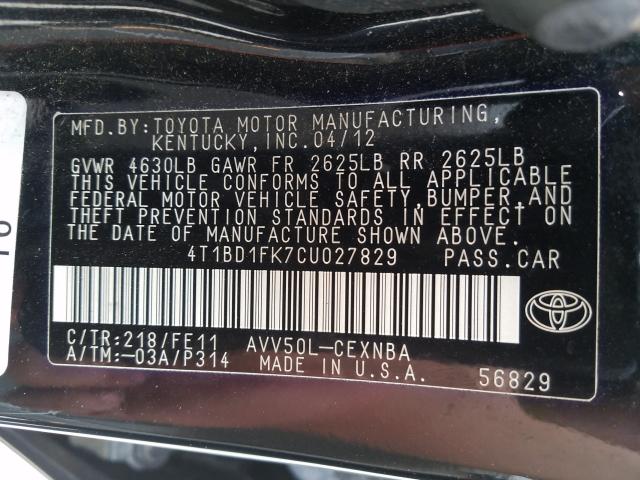 MFD.BY:TOYOTA MOTOR MANUFACTURING,
KENTUCKY,INC.04/12
GVWR 4630LB GAWR FR 2625LB RR 2625LB
THIS VEHICLE CONFORMS TO ALL APPLICABLE
FEDERAL MOTOR VEHICLE SAFETY,BUMPER,AND
THEFT PREVENTION STANDARDS IN EFFECT ON
THE DATE OF MANUFACTURE SHOWN ABOVE.
4T1BD1FK7CU027829 PASS.CAR
C/TR:218/FE11 AVV50L-CEXNBA
A/TM:-03A/P314 MADE IN U.S.A. 56829